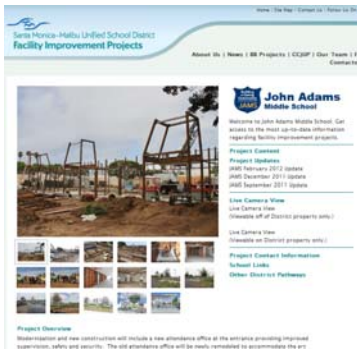 Home | Site Map | Contact Us | Follow Us On
Santa Monica-Malibu Unified School District
Facility Improvement Projects
About Us | News | BB Projects | CCJUP | Our Team |
Contacts
JAMS
John Adams
Middle School
Welcome to John Adams Middle School. Get
access to the most up-to-date information
regarding facility improvement projects.
Project Content
Project Updates
JAMS February 2012 Update
JAMS December 2011 Update
JAMS September 2011 Update
Live Camera View
Live Camera View
(Viewable off of District property only.)
Live Camera View
(Viewable on District property only.)
Project Contact Information
School Links
Other District Pathways
Project Overview
Modernization and new construction will include a new attendance office at the entrance providing improved
supervision, safety and security. The old attendance office will be newly remodeled to accommodate the art